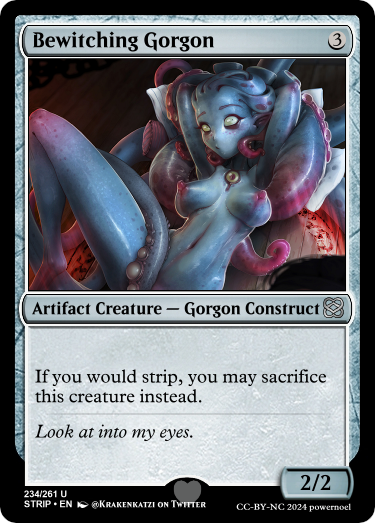 Bewitching Gorgon 3
Artifact Creature — Gorgon Construct
If you would strip, you may sacrifice
this creature instead.
Look at into my eyes.
2/2
234/261 U
STRIP • EN @KRAKENKATZI ON TWITTER
CC-BY-NC 2024 powernoel